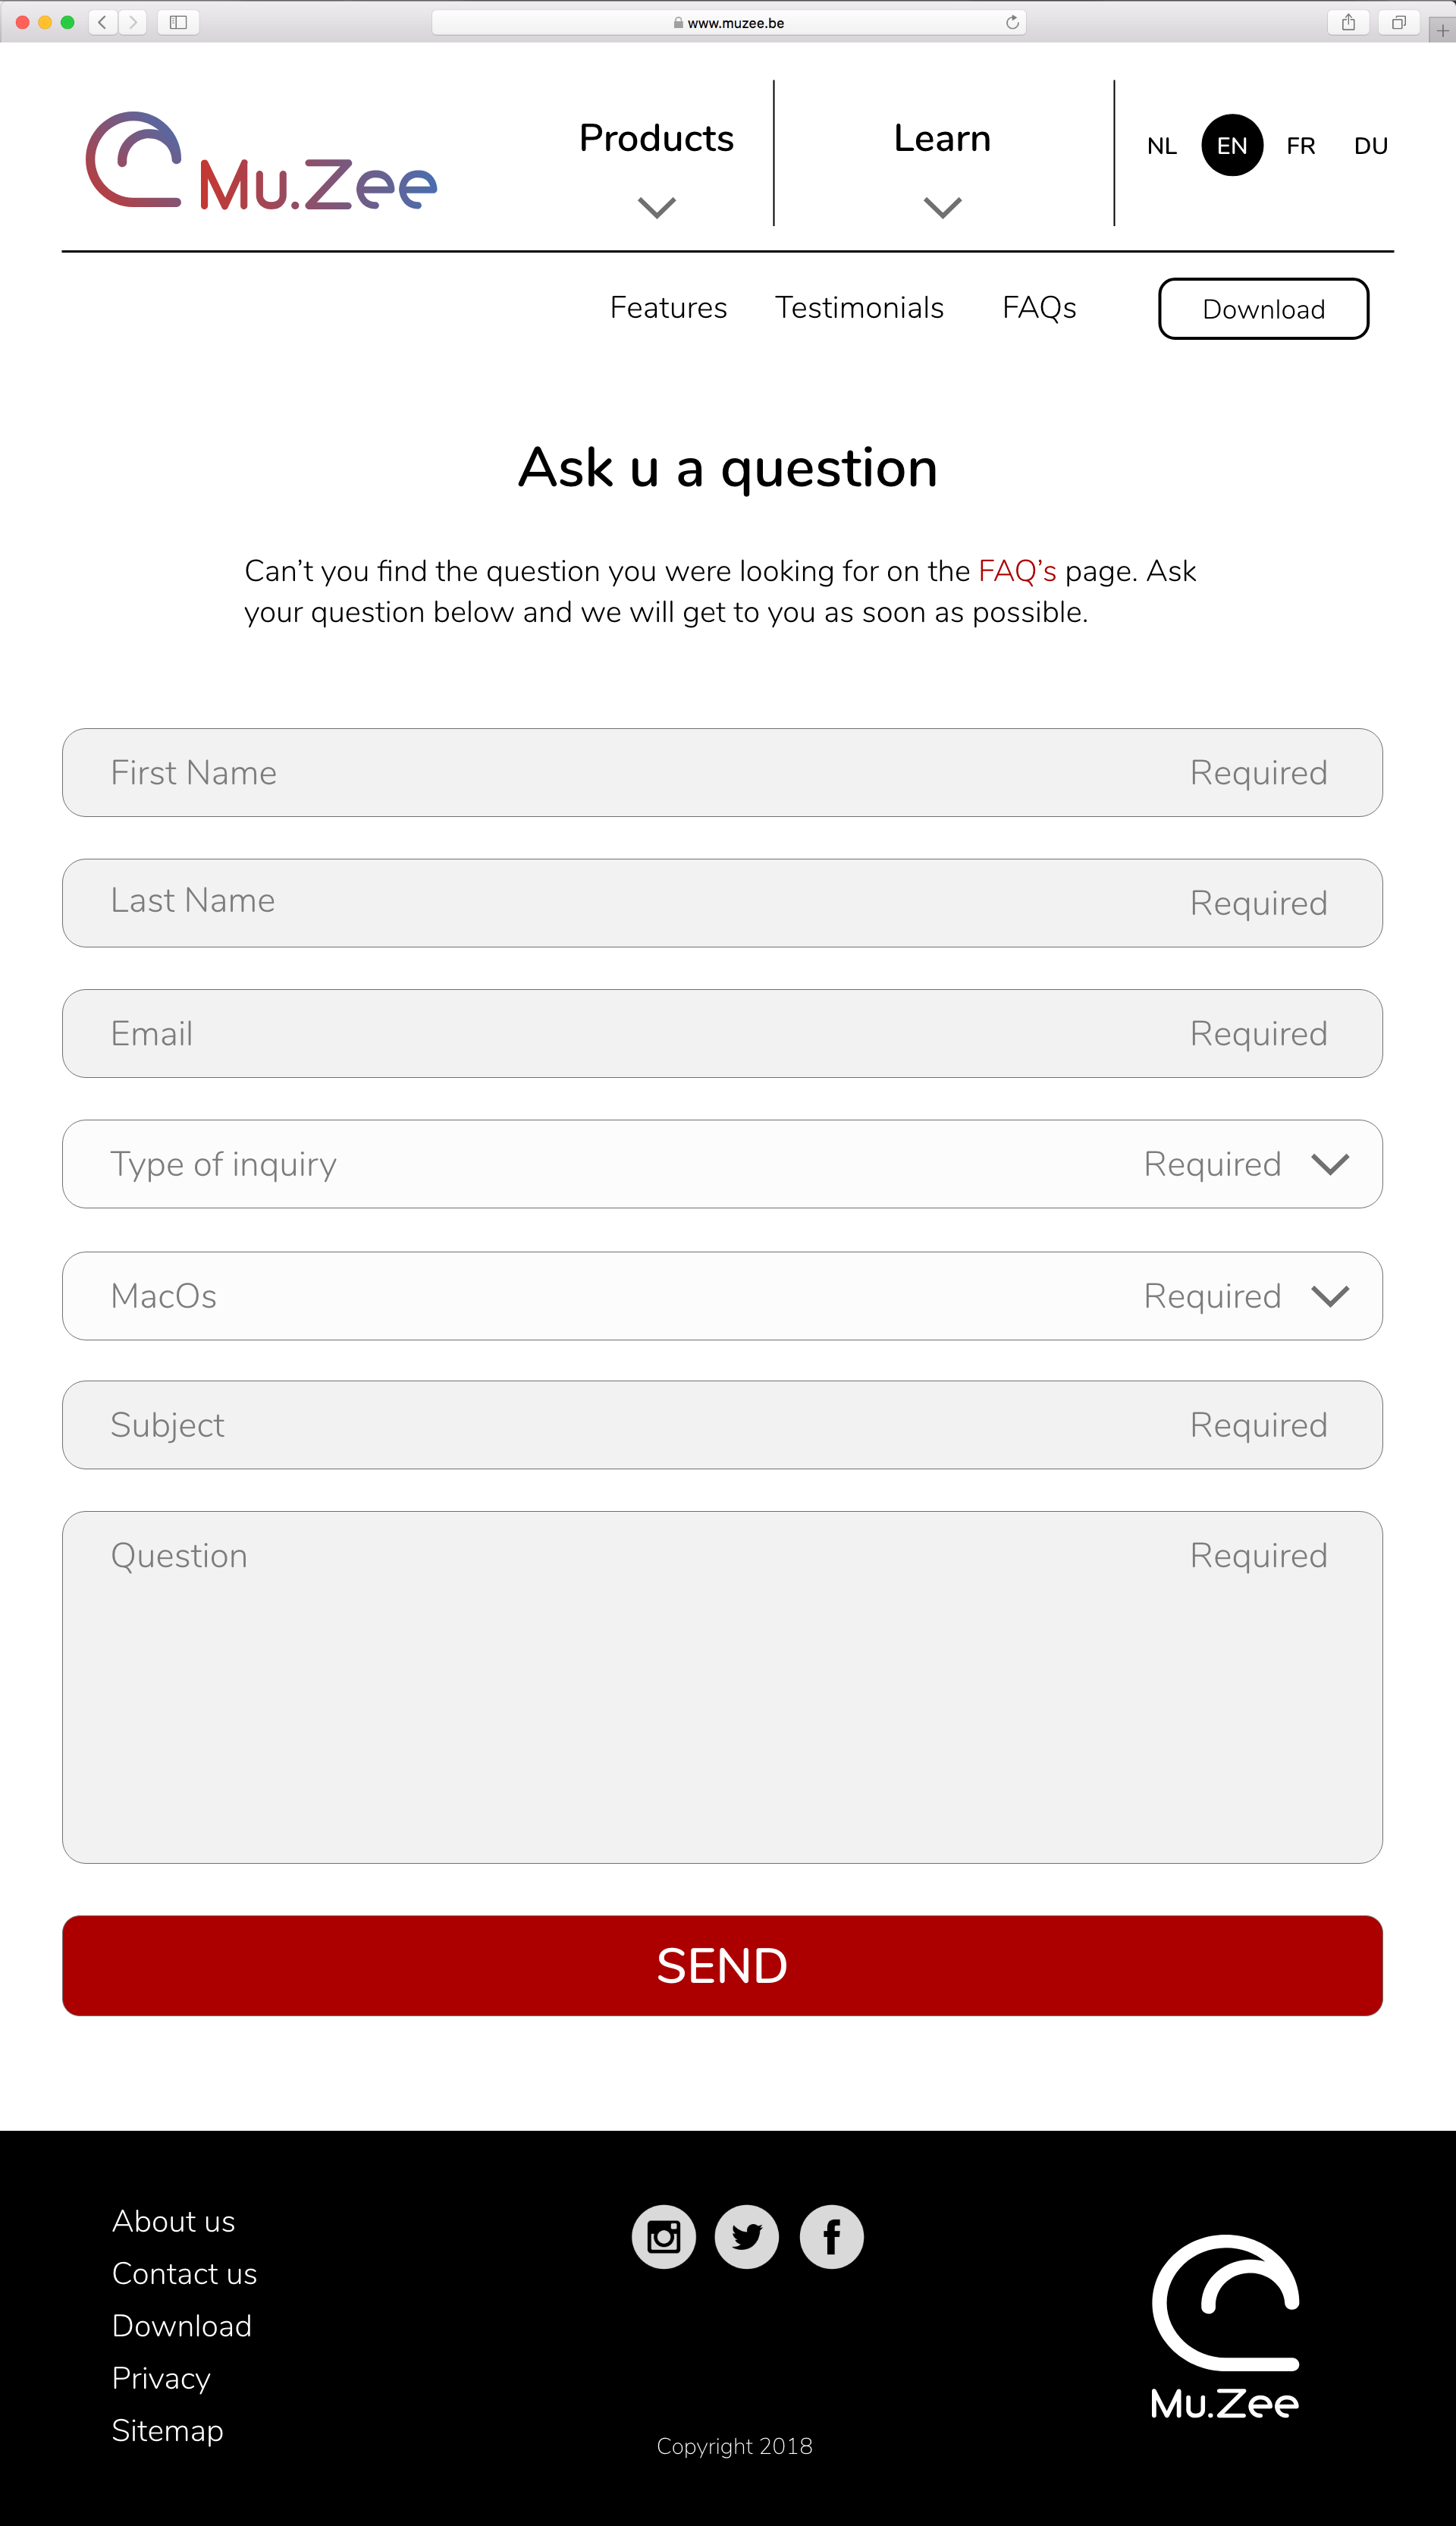 www.muzee.be
Mu.Zee
Products
Learn
NL
EN
FR
DU
Features
Testimonials
FAQs
Download
Ask u a question
Can’t you find the question you were looking for on the FAQ’s page. Ask
your question below and we will get to you as soon as possible.
First Name Required
Last Name Required
Email Required
Type of inquiry Required
MacOs Required
Subject Required
Question Required
SEND
About us
Contact us
Download
Privacy
Sitemap
Copyright 2018
Mu.Zee